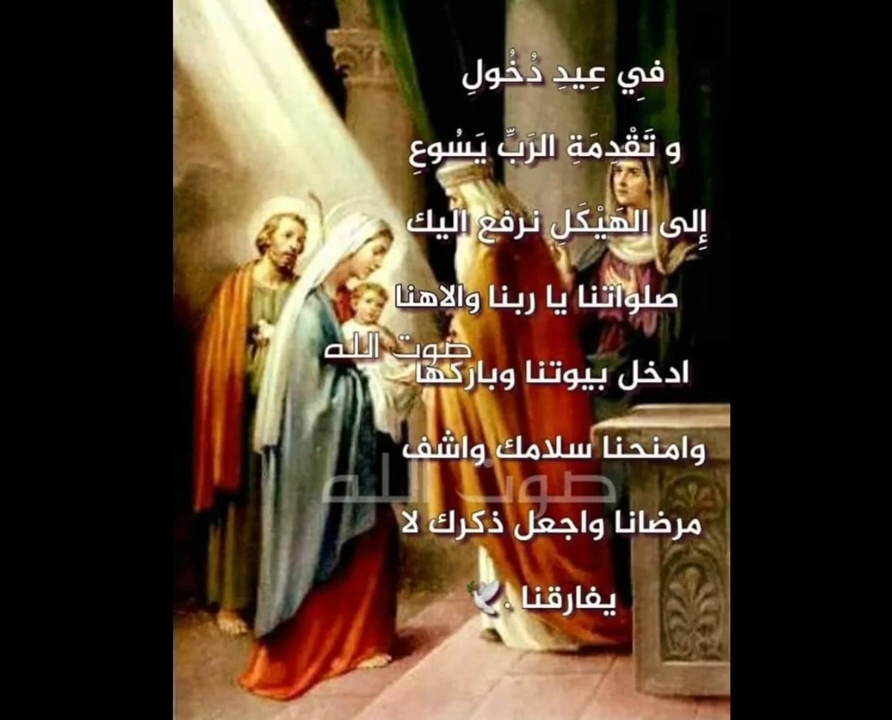 فِي عِيدِ دُخُولِ
و تَقْدِمَةِ الرَبِّ يَسُوعِ
إِلى الهَيْكَلِ نرفع اليك
صلواتنا يا ربنا والاهنا
صوت الله
ادخل بيوتنا وباركها
وامنحنا سلامك واشف
صوت الله
مرضانا واجعل ذكرك لا
يفارقنا .🕊️